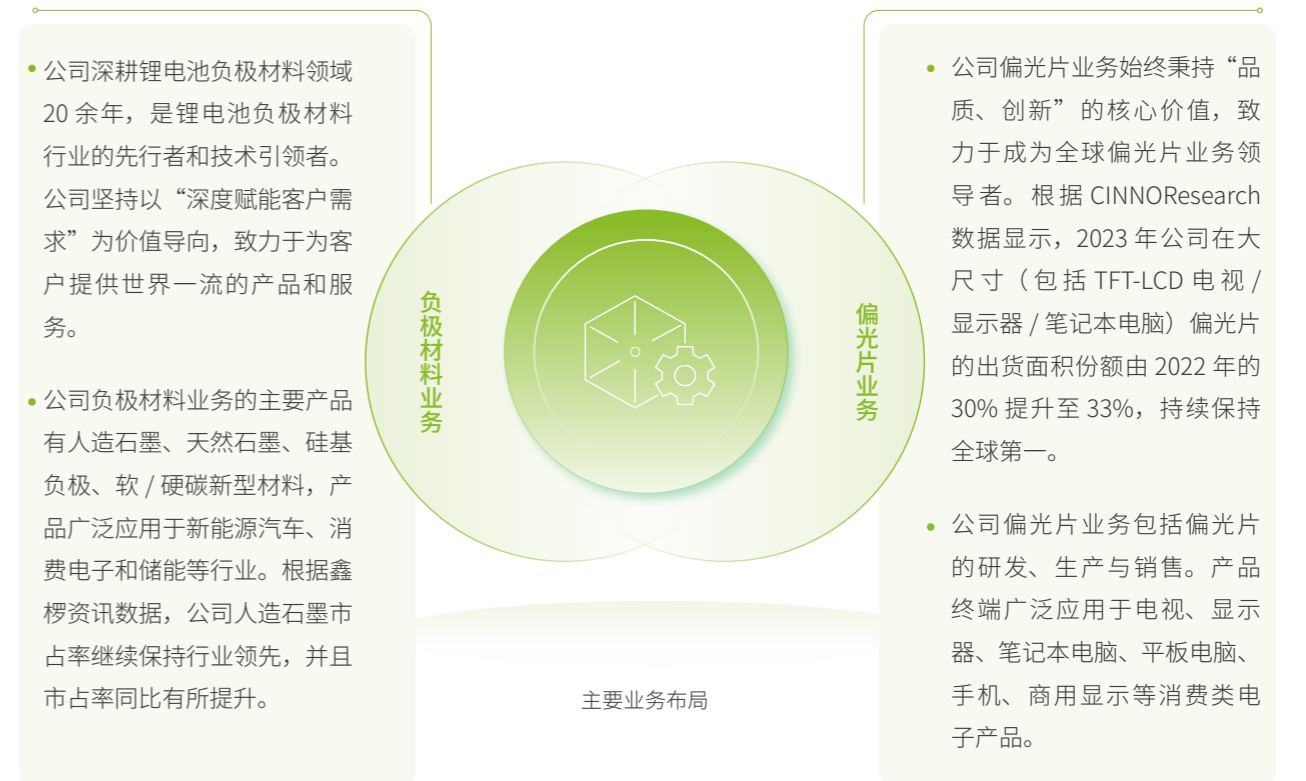 公司深耕锂电池负极材料领域
20 余年，是锂电池负极材料
行业的先行者和技术引领者。
公司坚持以“深度赋能客户需
求”为价值导向，致力于为客
户提供世界一流的产品和服
务。
公司负极材料业务的主要产品
有人造石墨、天然石墨、硅基
负极、软 / 硬碳新型材料，产
品广泛应用于新能源汽车、消
费电子和储能等行业。根据鑫
椤资讯数据，公司人造石墨市
占率继续保持行业领先，并且
市占率同比有所提升。
负极材料业务
主要业务布局
偏光片业务
公司偏光片业务始终秉持“品
质、创新”的核心价值，致
力于成为全球偏光片业务领
导者。根据 CINNOResearch
数据显示，2023 年公司在大
尺寸（包括 TFT-LCD 电视 /
显示器 / 笔记本电脑）偏光片
的出货面积份额由 2022 年的
30% 提升至 33%，持续保持
全球第一。
公司偏光片业务包括偏光片
的研发、生产与销售。产品
终端广泛应用于电视、显示
器、笔记本电脑、平板电脑、
手机、商用显示等消费类电
子产品。